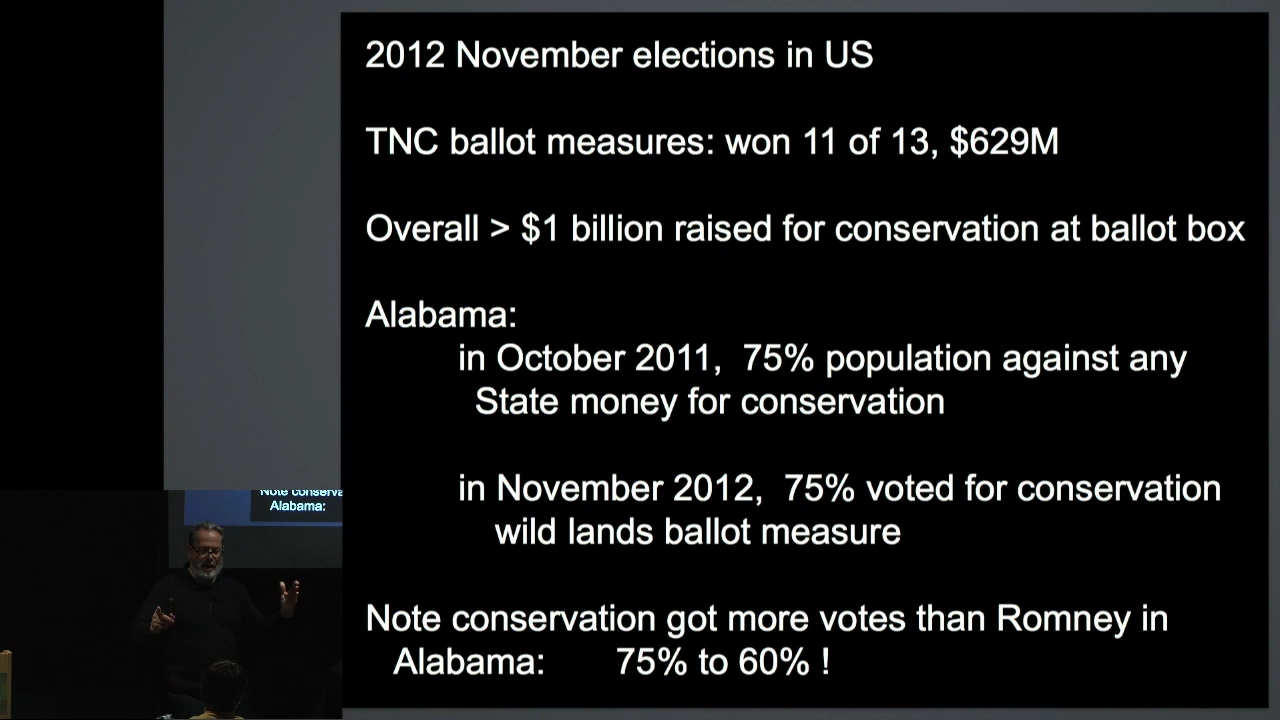 2012 November elections in US
TNC ballot measures: won 11 of 13, $629M
Overall > $1 billion raised for conservation at ballot box
Alabama:
in October 2011, 75% population against any
State money for conservation
in November 2012, 75% voted for conservation
wild lands ballot measure
Note conservation got more votes than Romney in
Alabama: 75% to 60% !
Note conserva
Alabama: